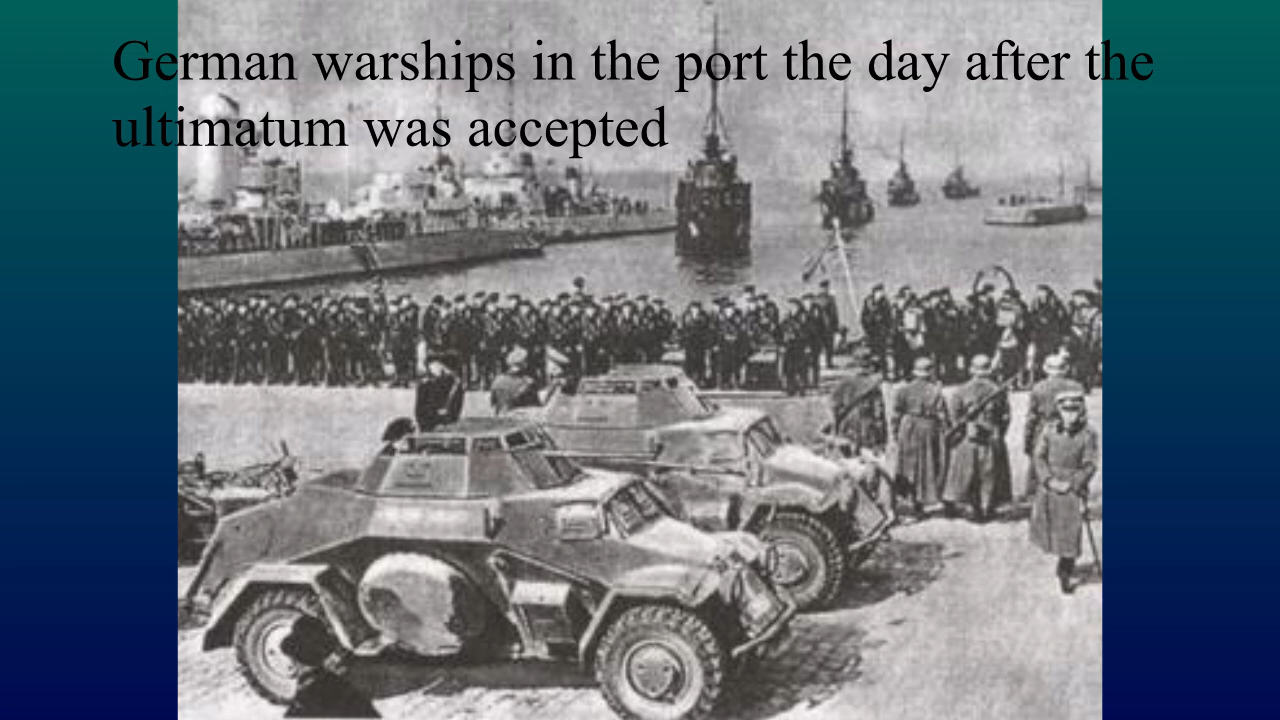 German warships in the port the day after the
ultimatum was accepted